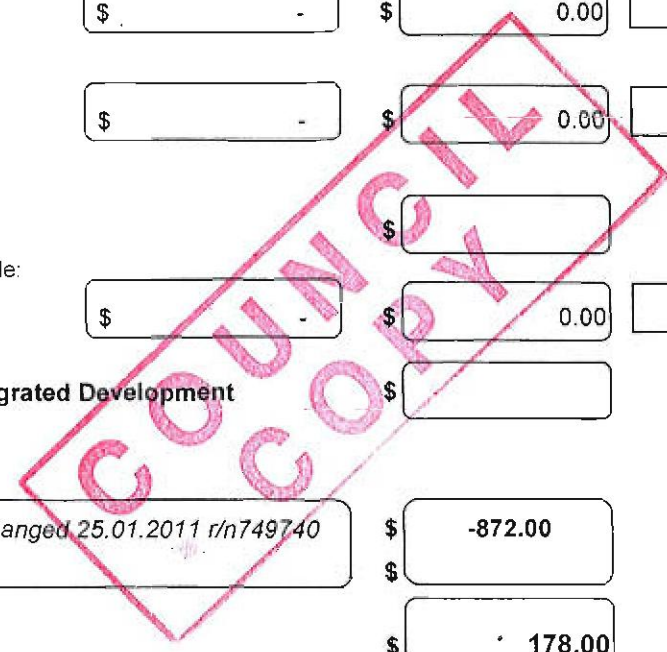 $ - $ 0.00
$ - $ 0.00
$
le:
$ - $ 0.00
grated Development $
anged 25.01.2011 r/n749740 $ -872.00
$
$ 178.00
COUNCIL
COPY